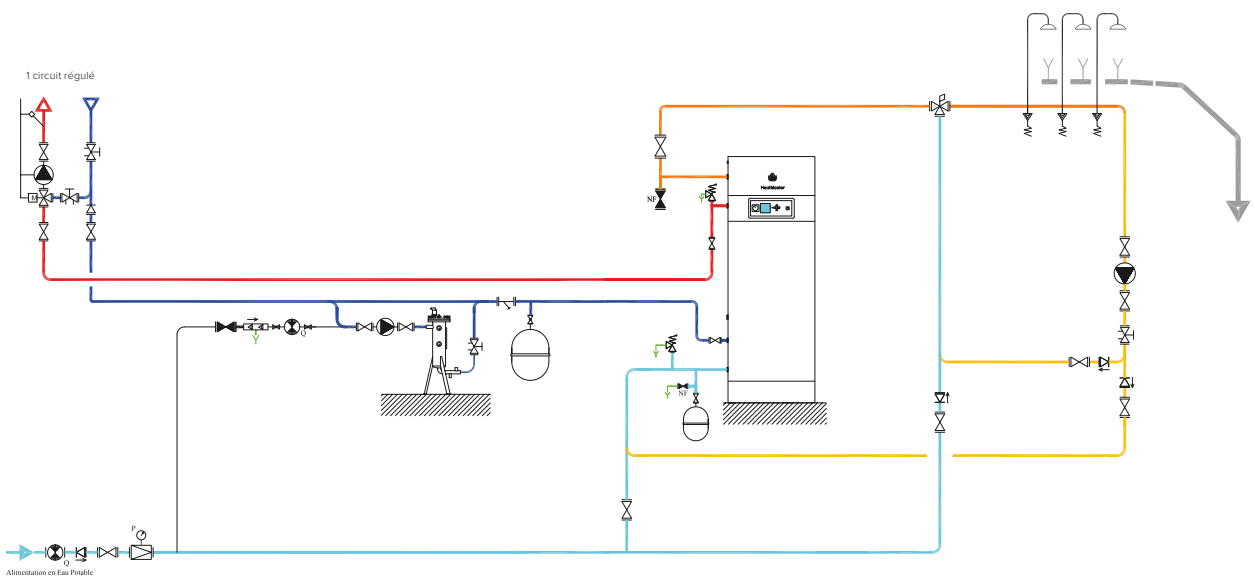 1 circuit régulé
M
NF
HeatMaster
Q
NF
P
Q
Alimentation en Eau Potable